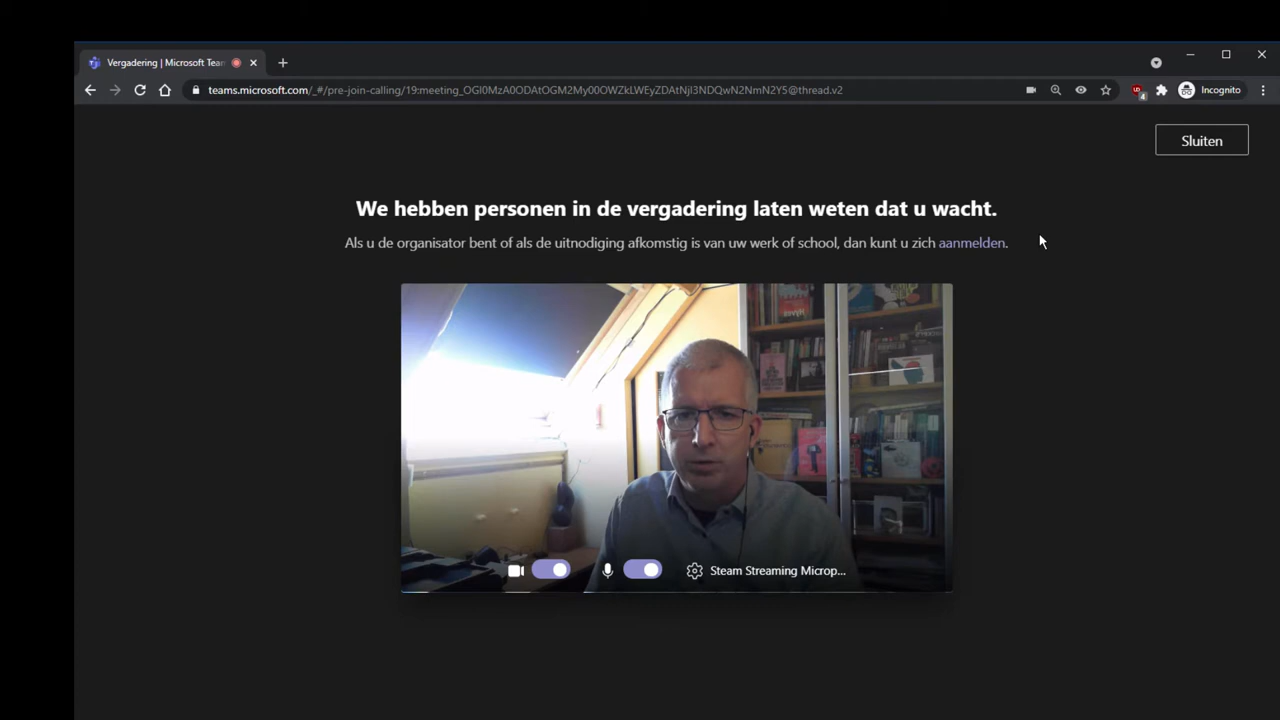 Vergadering | Microsoft Tean
teams.microsoft.com/_#/pre-join-calling/19:meeting_OGI0MzA0ODAtOGM2My00OWZkLWEyZDAtNjI3NDQwN2NmN2Y5@thread.v2
4
Incognito
Sluiten
We hebben personen in de vergadering laten weten dat u wacht.
Als u de organisator bent of als de uitnodiging afkomstig is van uw werk of school, dan kunt u zich aanmelden.
Steam Streaming Microp...